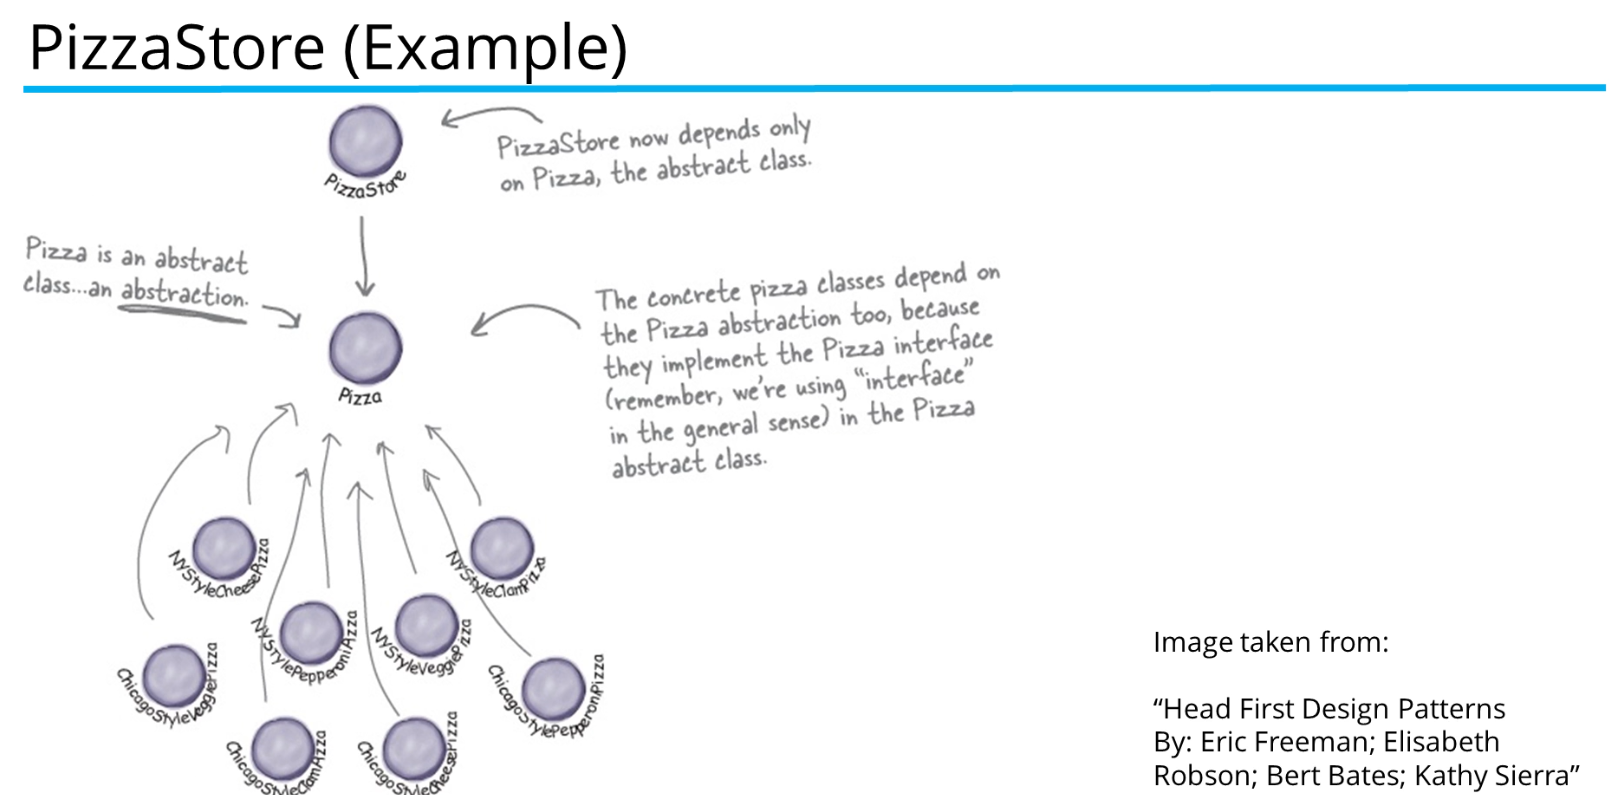 PizzaStore (Example)
PizzaStore now depends only
on Pizza, the abstract class.
PizzaStore
Pizza is an abstract
class...an abstraction.
The concrete pizza classes depend on
the Pizza abstraction too, because
they implement the Pizza interface
(remember, we're using "interface"
in the general sense) in the Pizza
abstract class.
Pizza
NYStyleCheesePizza
NYStyleClamPizza
NYStylePepperoniPizza
NYStyleVeggiePizza
ChicagoStyleVeggiePizza
ChicagoStylePepperoniPizza
ChicagoStyleClamPizza
ChicagoStyleCheesePizza
Image taken from:
“Head First Design Patterns
By: Eric Freeman; Elisabeth
Robson; Bert Bates; Kathy Sierra”